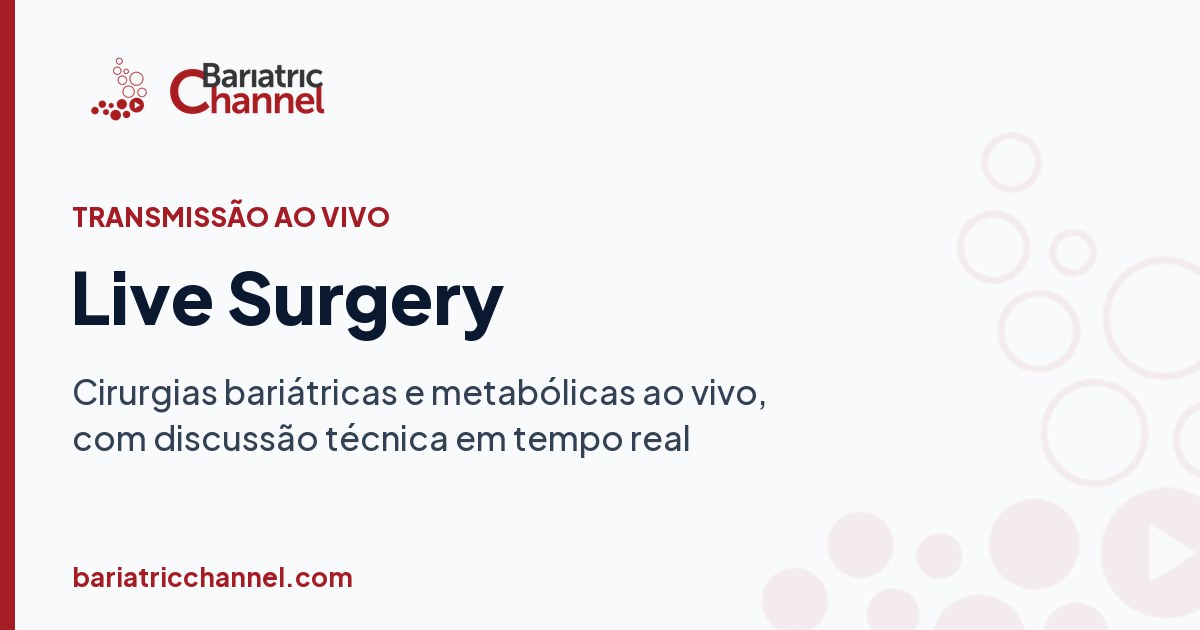 Bariatric
Channel
TRANSMISSÃO AO VIVO
Live Surgery
Cirurgias bariátricas e metabólicas ao vivo,
com discussão técnica em tempo real
bariatricchannel.com